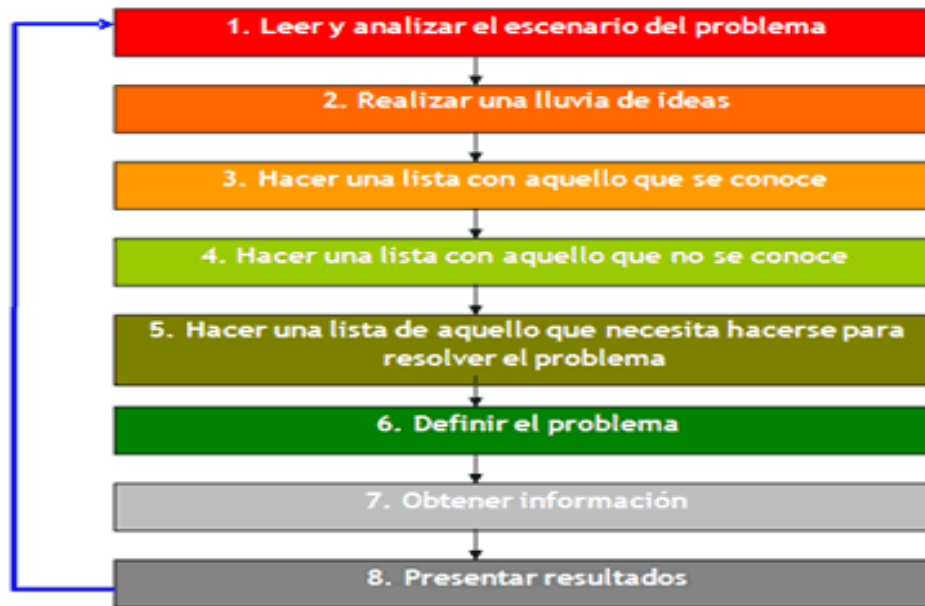 1. Leer y analizar el escenario del problema
2. Realizar una lluvia de ideas
3. Hacer una lista con aquello que se conoce
4. Hacer una lista con aquello que no se conoce
5. Hacer una lista de aquello que necesita hacerse para
resolver el problema
6. Definir el problema
7. Obtener información
8. Presentar resultados